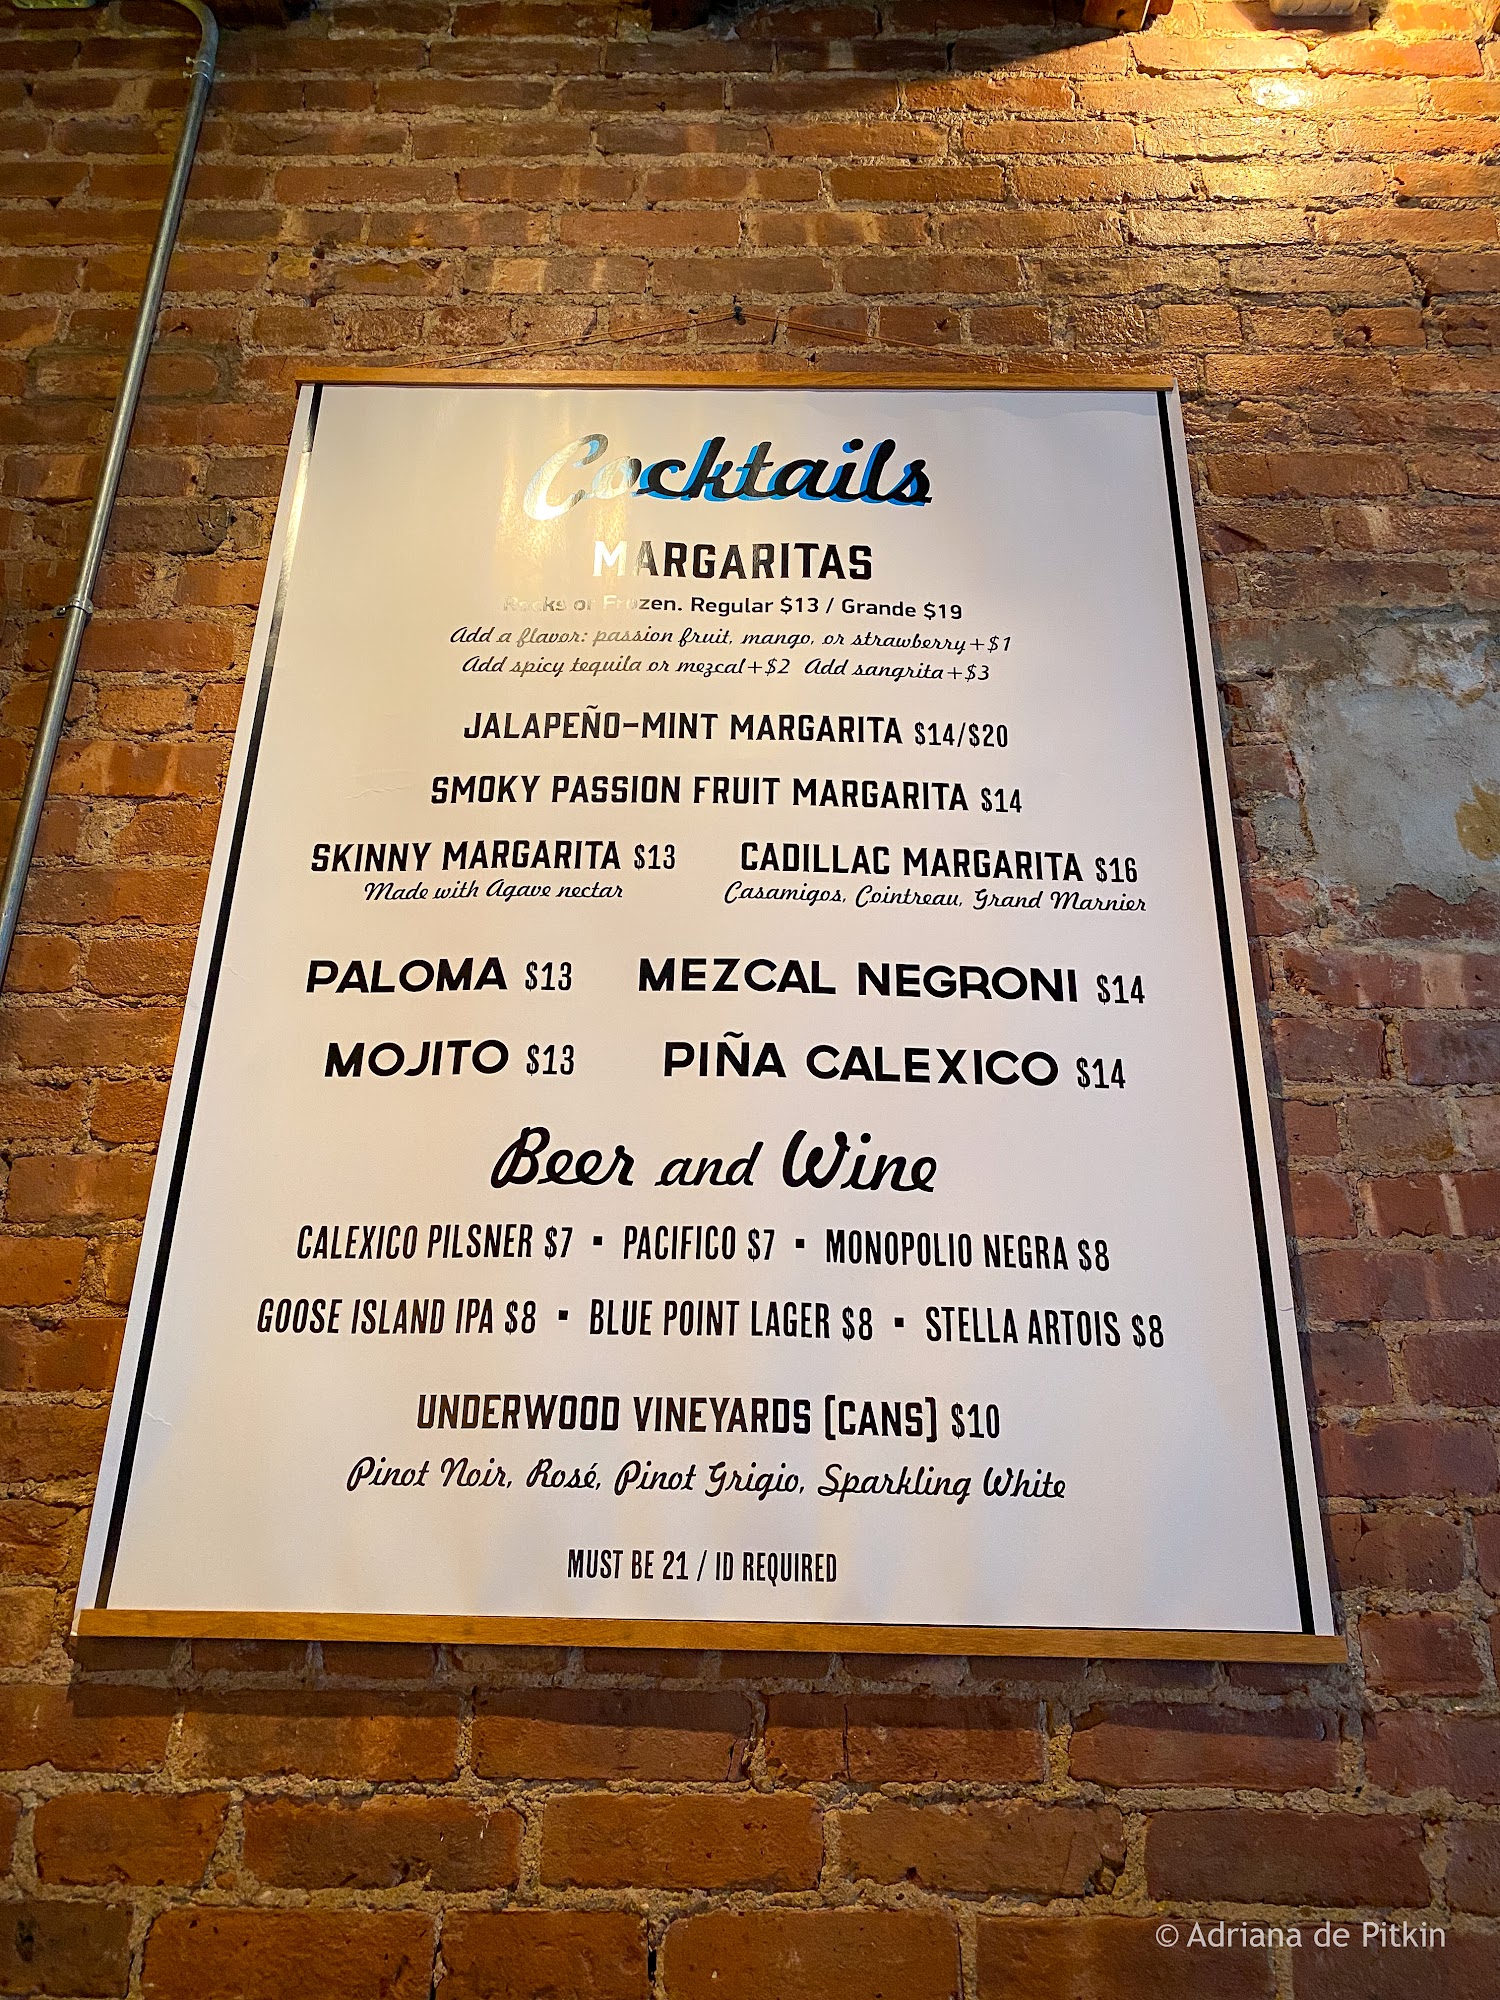 Cocktails
MARGARITAS
Rocks or Frozen. Regular $13 / Grande $19
Add a flavor: passion fruit, mango, or strawberry+$1
Add spicy tequila or mezcal+$2 Add sangrita+$3
JALAPEÑO-MINT MARGARITA $14/$20
SMOKY PASSION FRUIT MARGARITA $14
SKINNY MARGARITA $13 CADILLAC MARGARITA $16
Made with Agave nectar Casamigos, Cointreau, Grand Marnier
PALOMA $13 MEZCAL NEGRONI $14
MOJITO $13 PIÑA CALEXICO $14
Beer and Wine
CALEXICO PILSNER $7 ▪ PACIFICO $7 ▪ MONOPOLIO NEGRA $8
GOOSE ISLAND IPA $8 ▪ BLUE POINT LAGER $8 ▪ STELLA ARTOIS $8
UNDERWOOD VINEYARDS [CANS] $10
Pinot Noir, Rosé, Pinot Grigio, Sparkling White
MUST BE 21 / ID REQUIRED
© Adriana de Pitkin